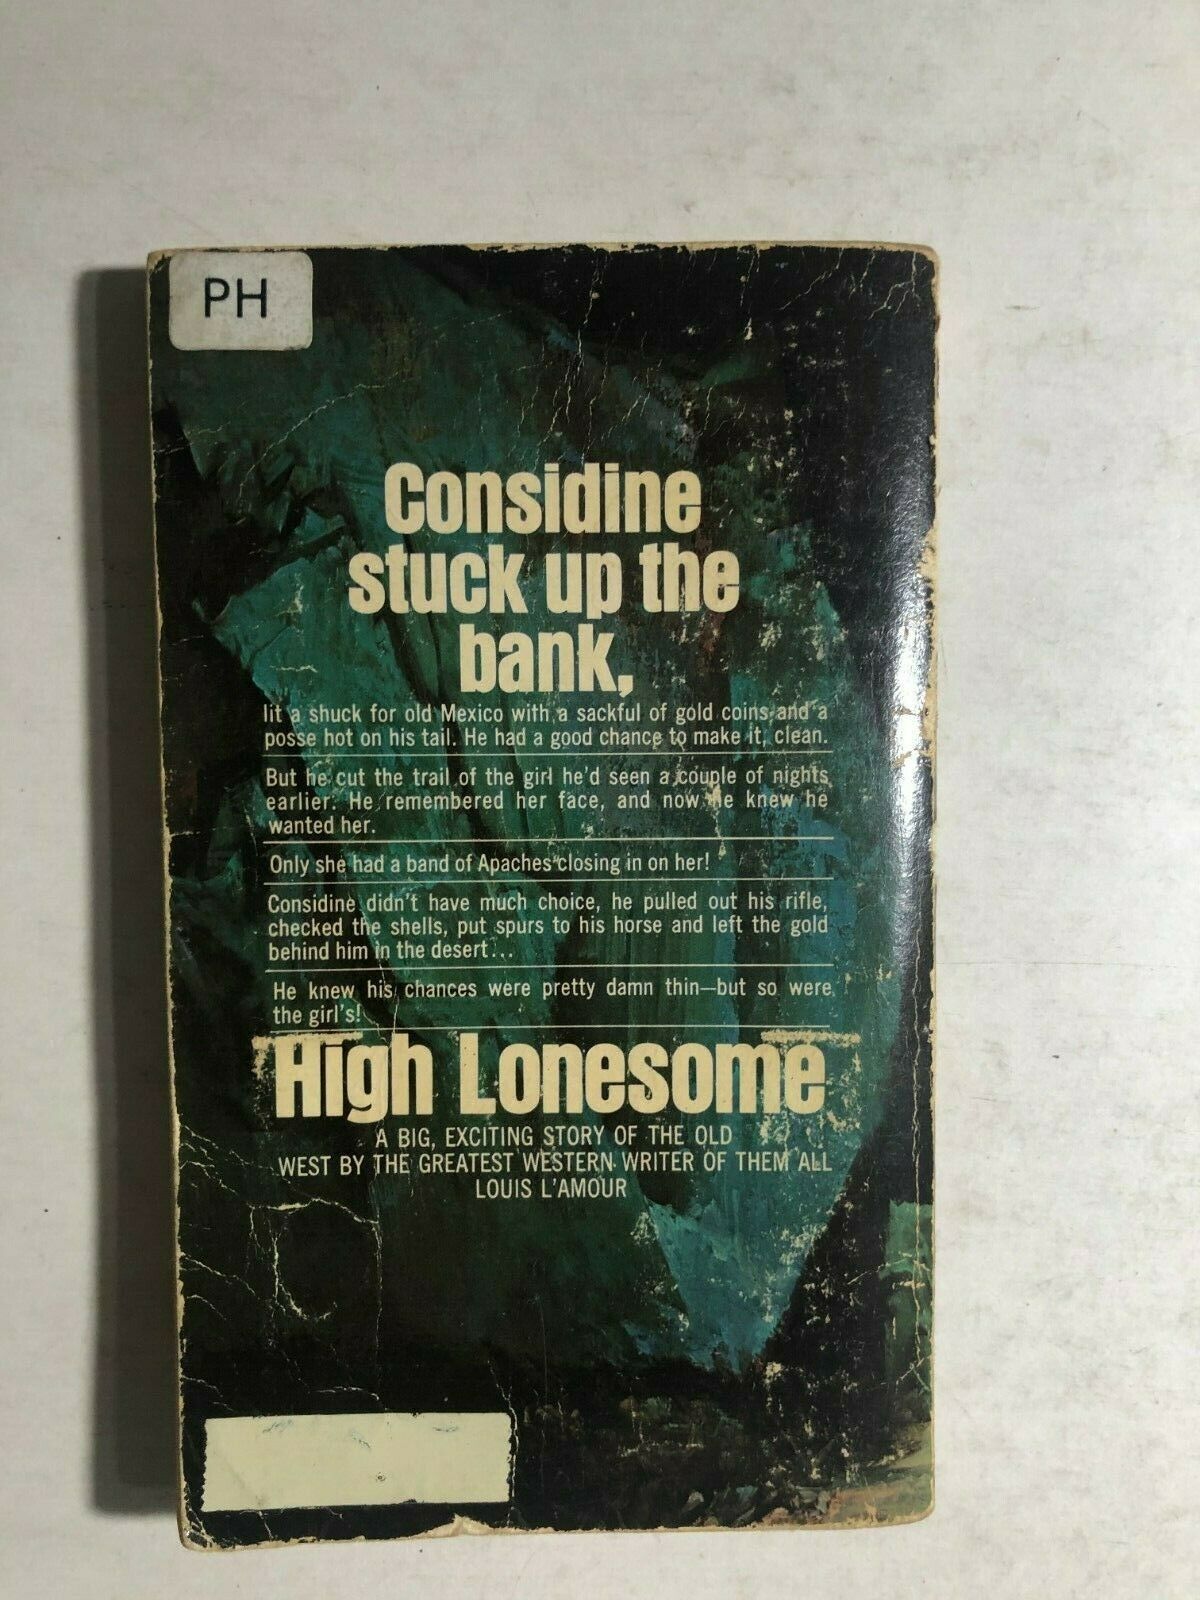 PH
Considine
stuck up the
bank,
lit a shuck for old Mexico with a sackful of gold coins and a
posse hot on his tail. He had a good chance to make it, clean.
But he cut the trail of the girl he'd seen a couple of nights
earlier. He remembered her face, and now he knew he
wanted her.
Only she had a band of Apaches closing in on her!
Considine didn't have much choice, he pulled out his rifle,
checked the shells, put spurs to his horse and left the gold
behind him in the desert...
He knew his chances were pretty damn thin—but so were
the girl's!
High Lonesome
A BIG, EXCITING STORY OF THE OLD
WEST BY THE GREATEST WESTERN WRITER OF THEM ALL
LOUIS L'AMOUR